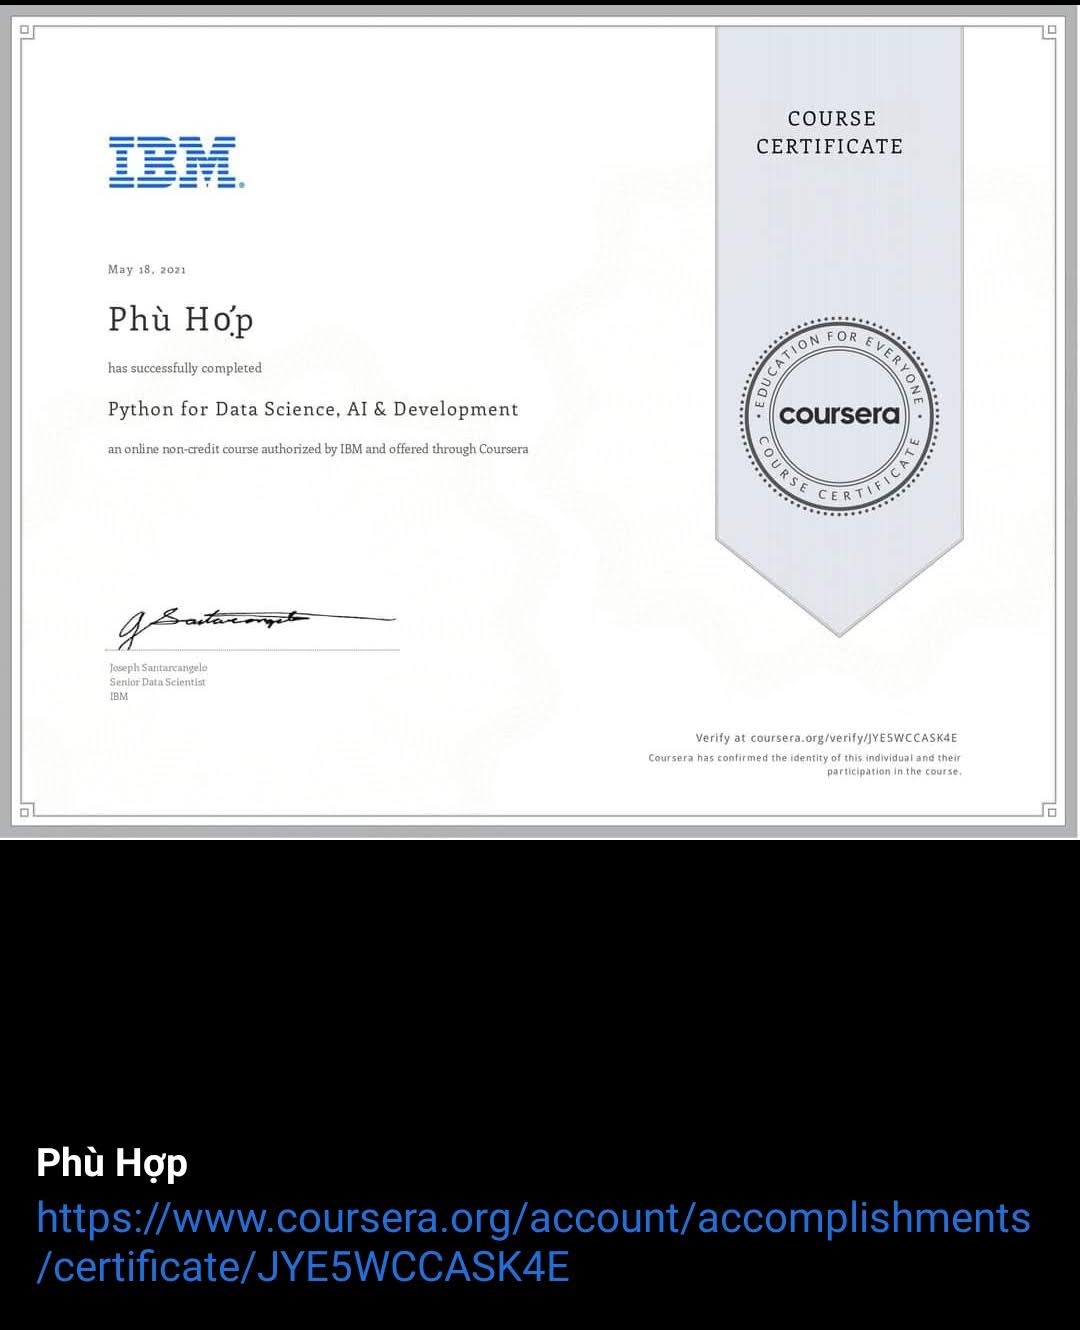 COURSE
CERTIFICATE
IBM
May 18, 2021
Phù Hợp
has successfully completed
Python for Data Science, AI & Development
an online non-credit course authorized by IBM and offered through Coursera
EDUCATION FOR EVERYONE
coursera
COURSE CERTIFICATE
J Santarcangelo
Joseph Santarcangelo
Senior Data Scientist
IBM
Verify at coursera.org/verify/JYE5WCCASK4E
Coursera has confirmed the identity of this individual and their
participation in the course.
Phù Hợp
https://www.coursera.org/account/accomplishments
/certificate/JYE5WCCASK4E